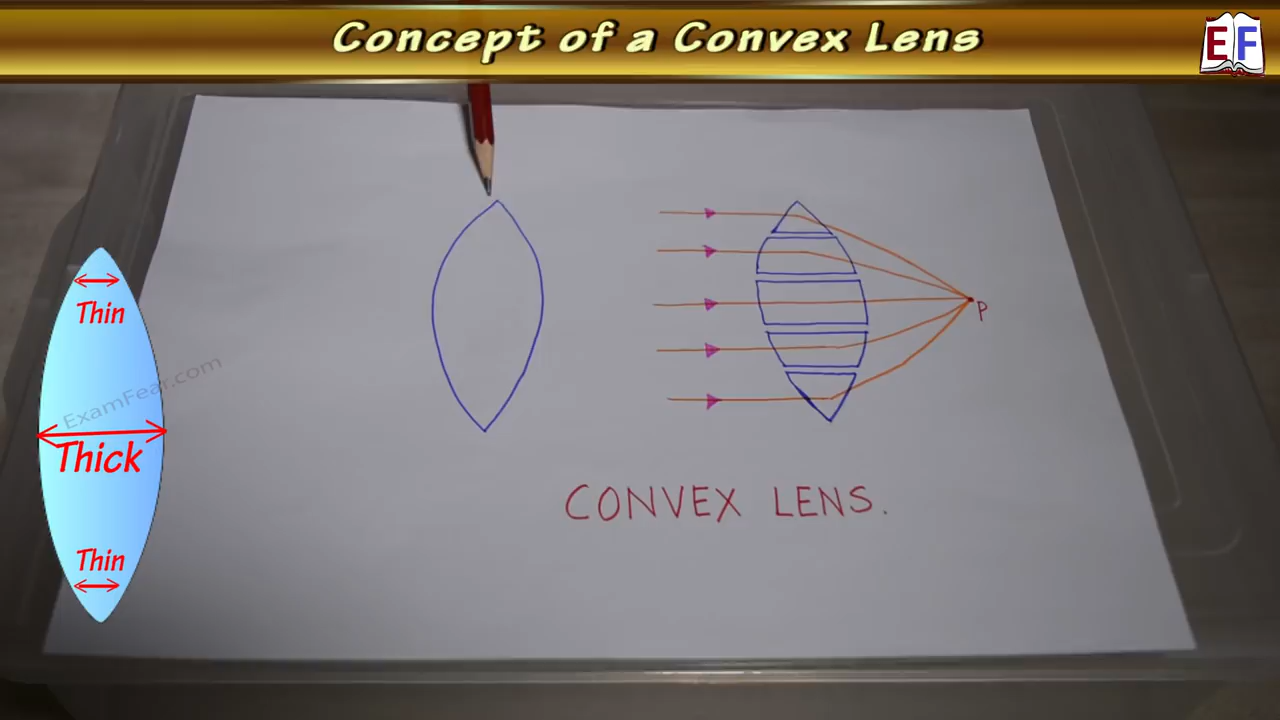 Concept of a Convex Lens
EF
Thin
ExamFear.com
Thick
Thin
P
CONVEX LENS.